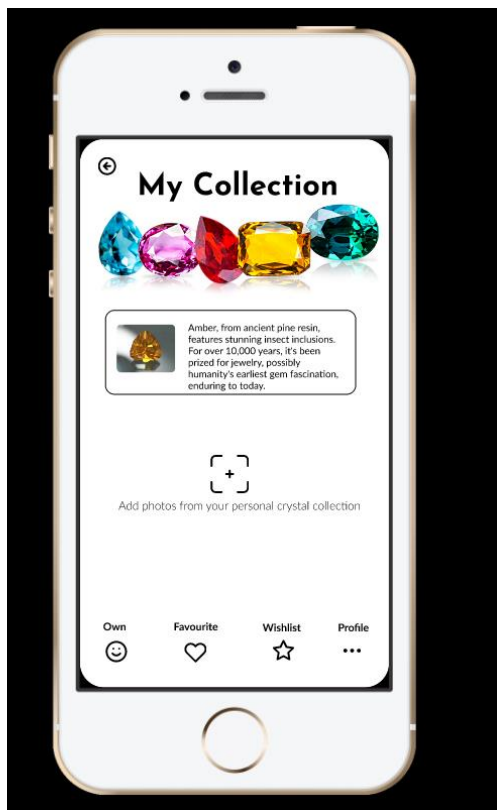 My Collection
Amber, from ancient pine resin,
features stunning insect inclusions.
For over 10,000 years, it's been
prized for jewelry, possibly
humanity's earliest gem fascination,
enduring to today.
Add photos from your personal crystal collection
Own Favourite Wishlist Profile